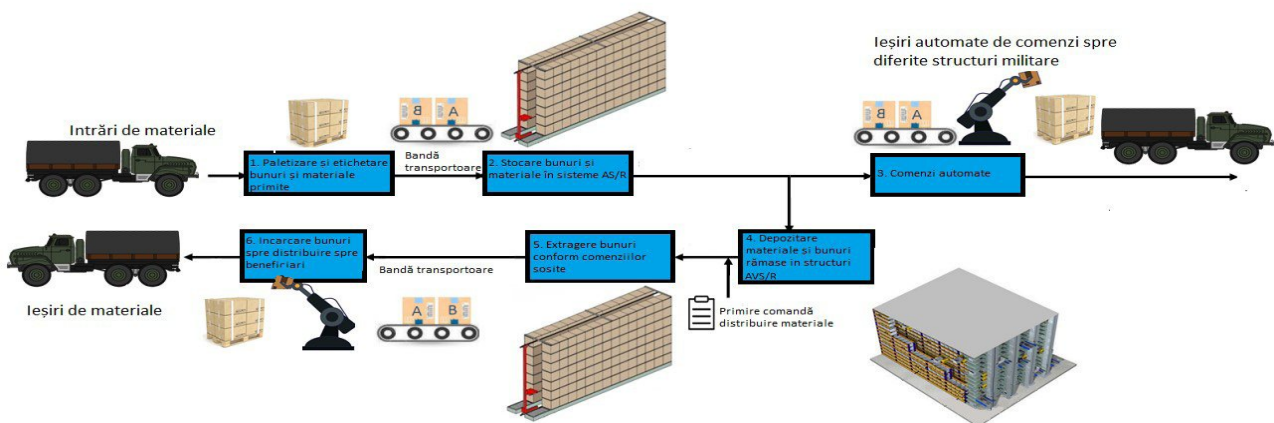 Ieșiri automate de comenzi spre
diferite structuri militare
Intrări de materiale
B A
B A
1. Paletizare si etichetare
bunuri și materiale
primite
Bandă
transportoare
2. Stocare bunuri și
materiale în sisteme AS/R
3. Comenzi automate
6. Incarcare bunuri
spre distribuire spre
benefiiari
Bandă transportoare
5. Extragere bunuri
conform comenziilor
sosite
4. Depozitare
materiale și bunuri
rămase in structuri
AVS/R
Ieșiri de materiale
A B
Primire comandă
distribuire materiale